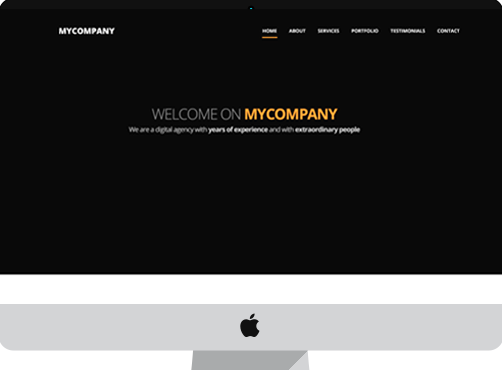 MYCOMPANY
HOME ABOUT SERVICES PORTFOLIO TESTIMONIALS CONTACT
WELCOME ON MYCOMPANY
We are a digital agency with years of experience and with extraordinary people